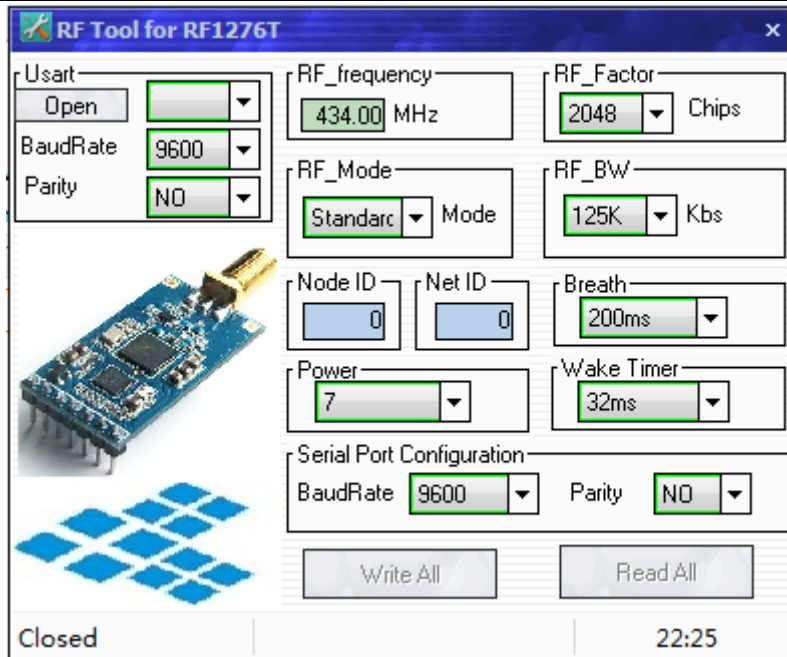 RF Tool for RF1276T
Usart
Open
BaudRate 9600
Parity NO
RF_frequency
434.00 MHz
RF_Factor
2048 Chips
RF_Mode
Standarc Mode
RF_BW
125K Kbs
Node ID
0
Net ID
0
Breath
200ms
Power
7
Wake Timer
32ms
Serial Port Configuration
BaudRate 9600 Parity NO
Write All
Read All
Closed
22:25